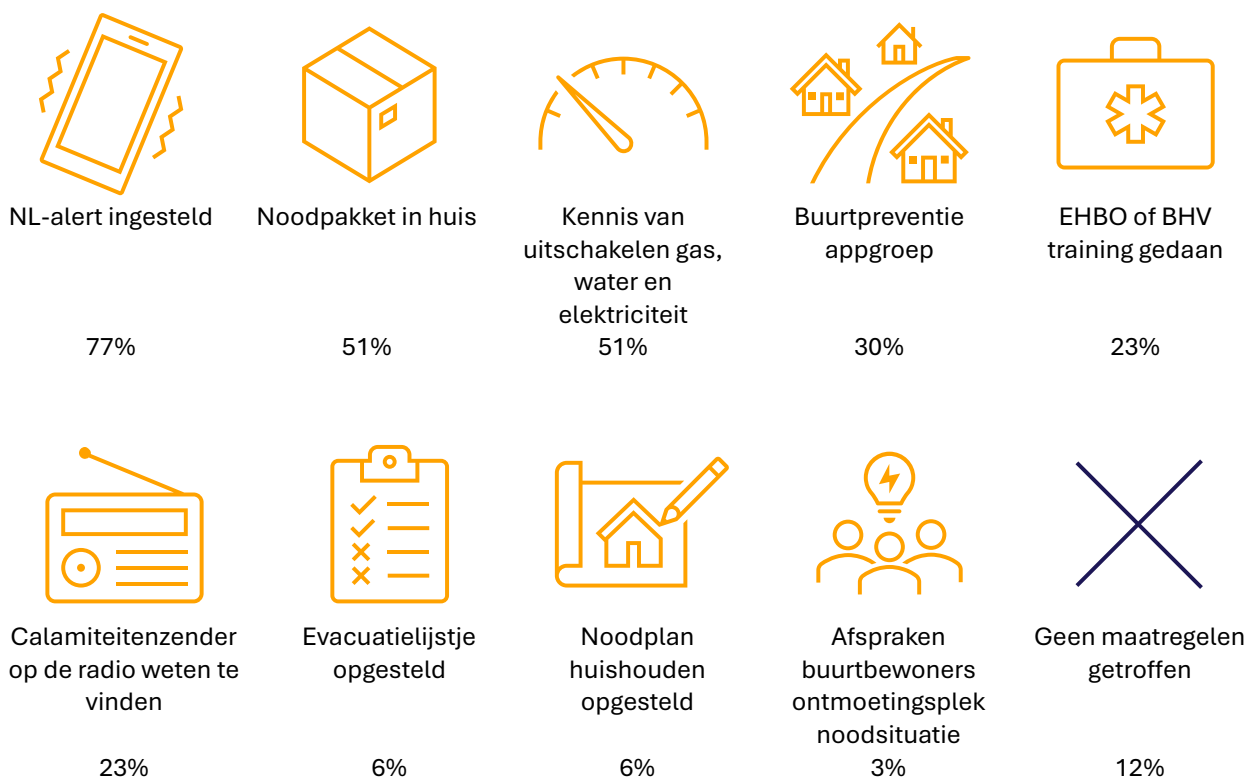 NL-alert ingesteld
Noodpakket in huis
Kennis van
uitschakelen gas,
water en
elektriciteit
Buurtpreventie
appgroep
EHBO of BHV
training gedaan
77%
51%
51%
30%
23%
Calamiteitenzender
op de radio weten te
vinden
Evacuatielijstje
opgesteld
Noodplan
huishouden
opgesteld
Afspraken
buurtbewoners
ontmoetingsplek
noodsituatie
Geen maatregelen
getroffen
23%
6%
6%
3%
12%